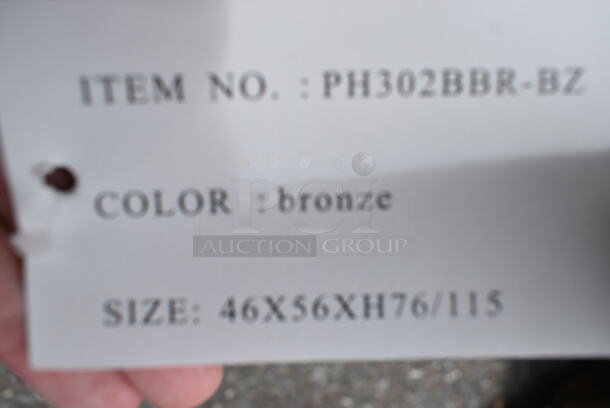 ITEM NO. : PH302BBR-BZ
COLOR : bronze
PCI
AUCTION GROUP
SIZE: 46X56XH76/115